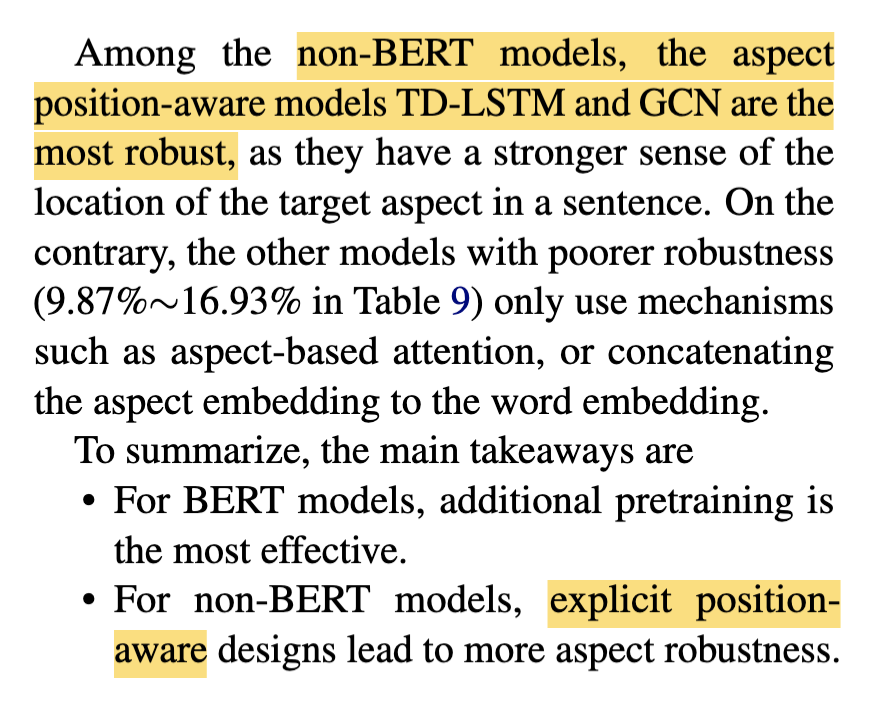 Among the non-BERT models, the aspect
position-aware models TD-LSTM and GCN are the
most robust, as they have a stronger sense of the
location of the target aspect in a sentence. On the
contrary, the other models with poorer robustness
(9.87%∼16.93% in Table 9) only use mechanisms
such as aspect-based attention, or concatenating
the aspect embedding to the word embedding.
To summarize, the main takeaways are
• For BERT models, additional pretraining is
the most effective.
• For non-BERT models, explicit position-
aware designs lead to more aspect robustness.